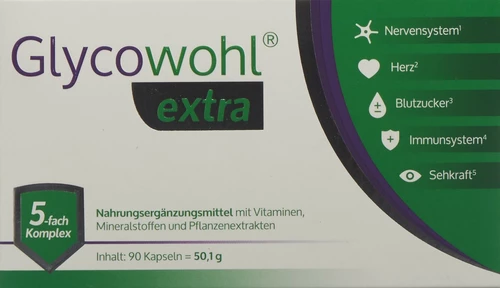 Glycowohl®
extra
Nervensystem¹
Herz²
Blutzucker³
Immunsystem⁴
Sehkraft⁵
5-fach
Komplex
Nahrungsergänzungsmittel mit Vitaminen,
Mineralstoffen und Pflanzenextrakten
Inhalt: 90 Kapseln = 50,1 g